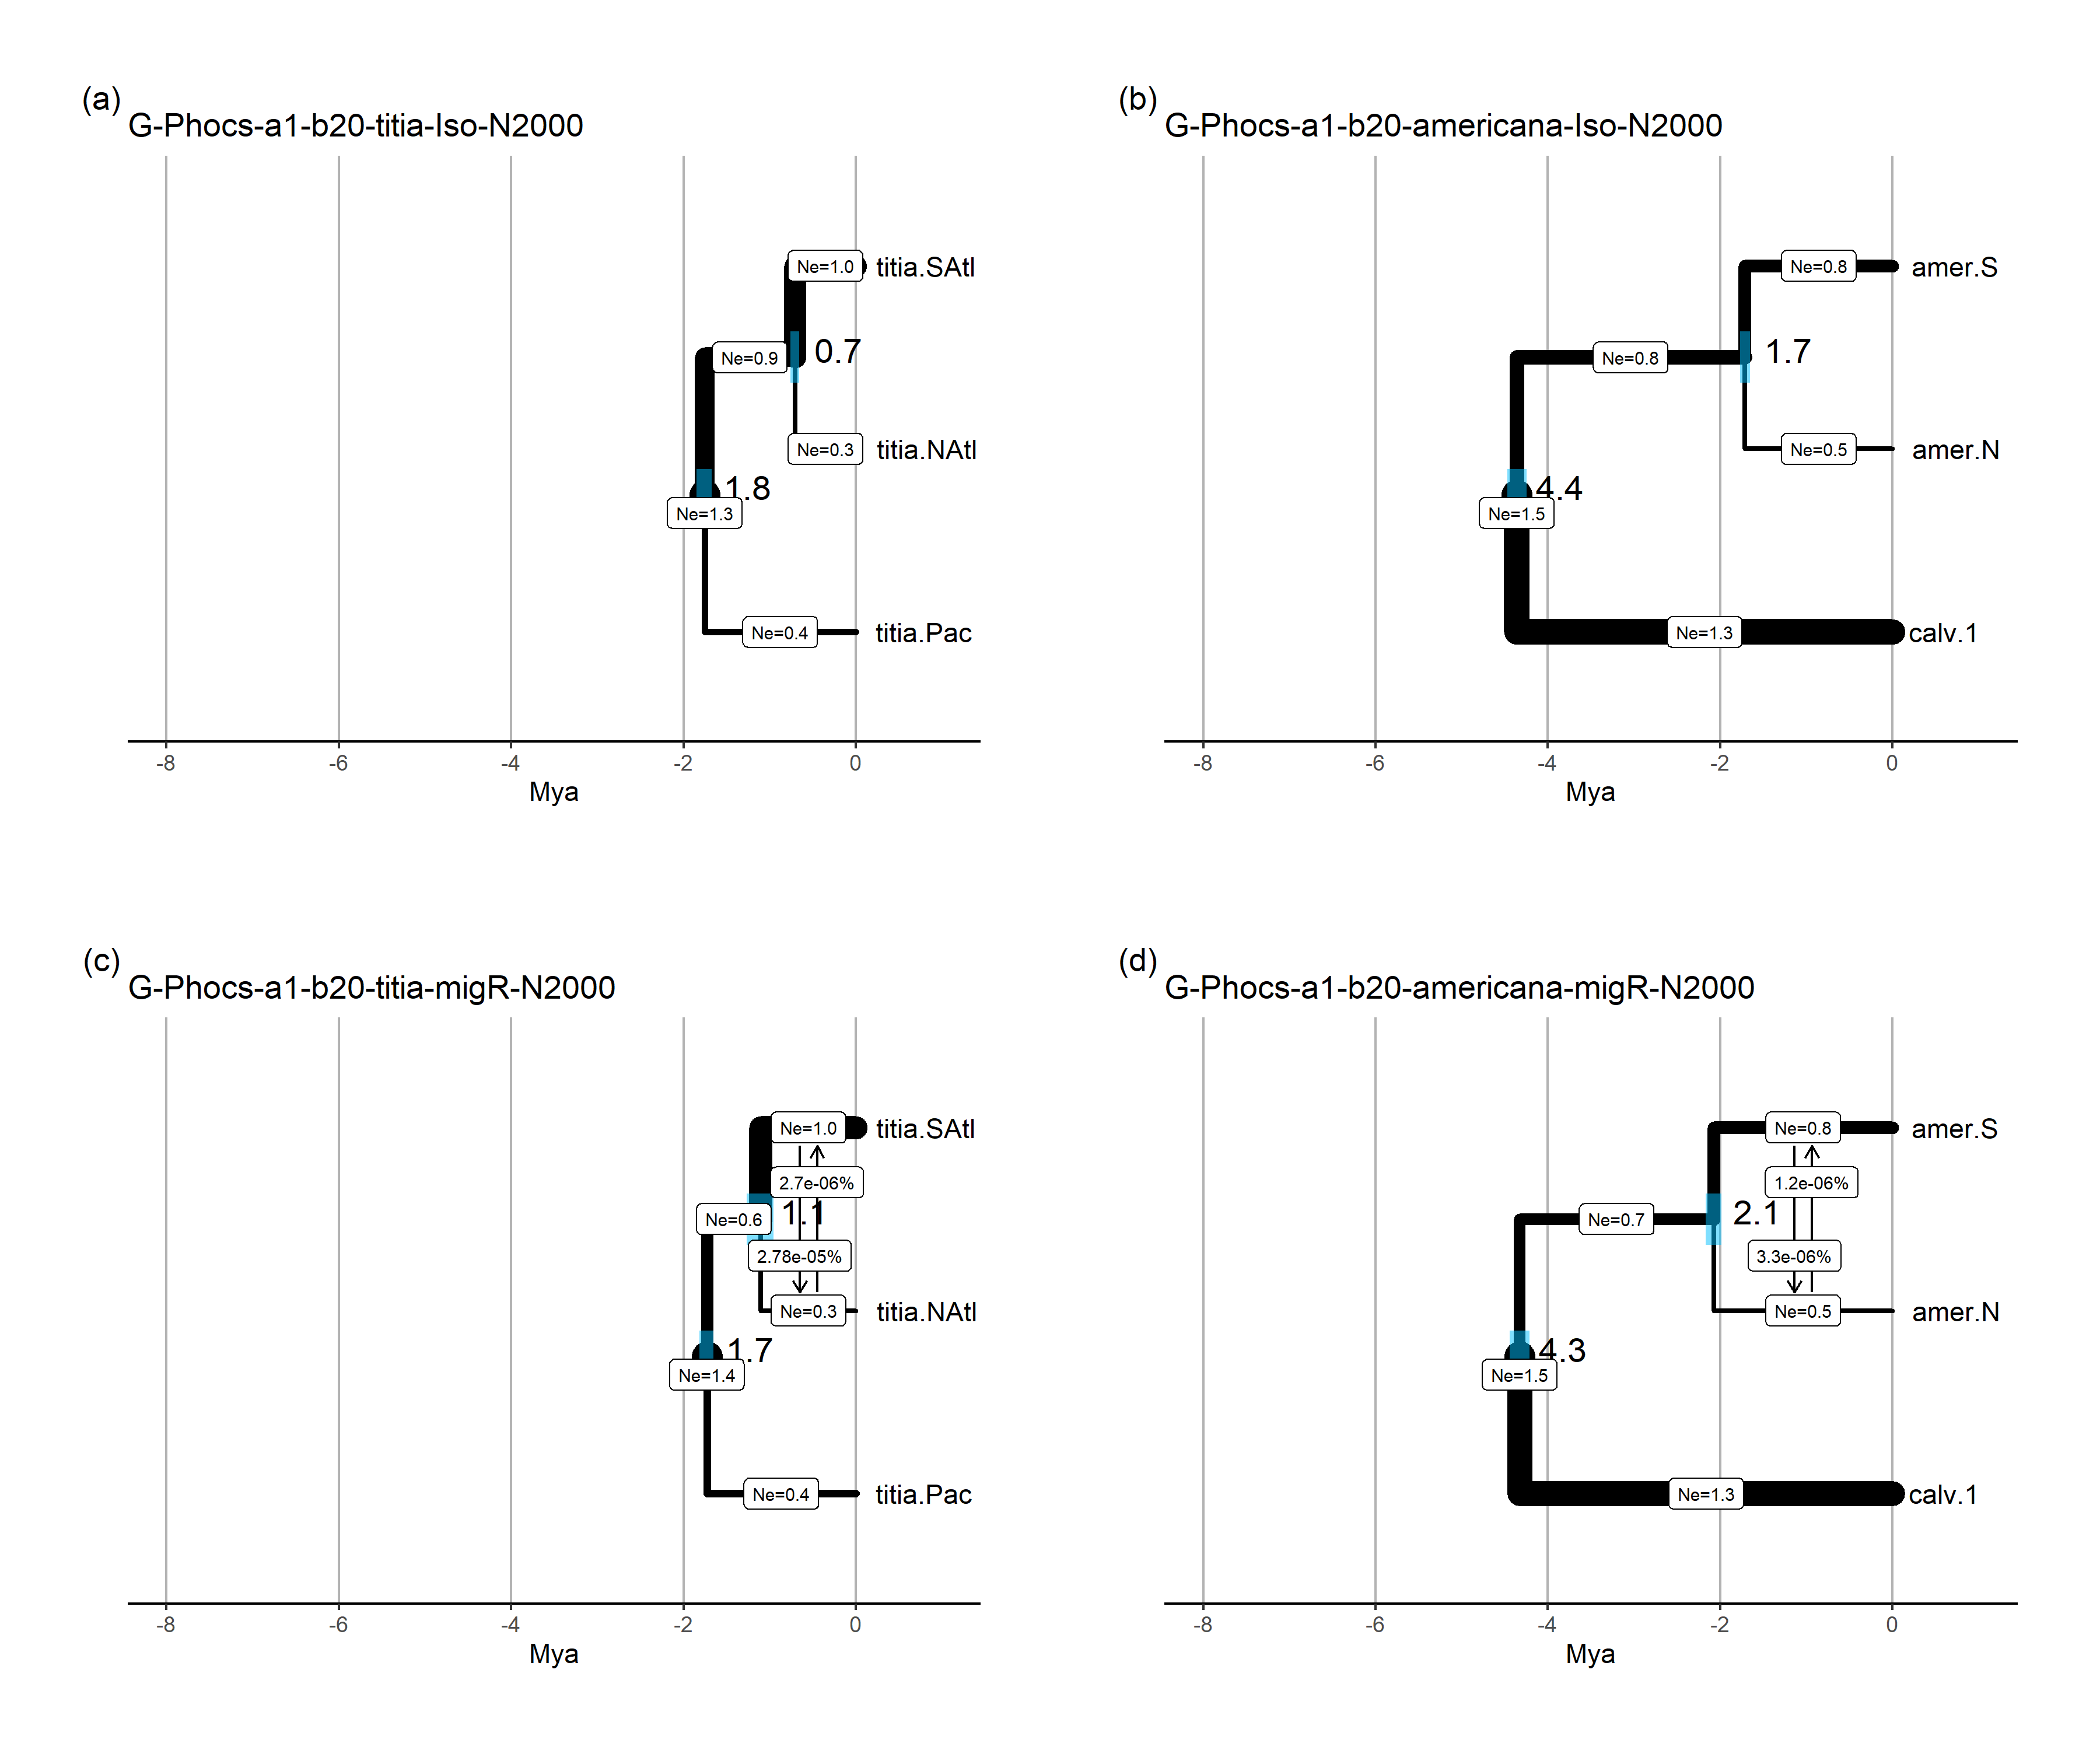 (a)
G-Phocs-a1-b20-titia-Iso-N2000
Ne=1.0
titia.SAtl
Ne=0.9
0.7
Ne=0.3
titia.NAtl
1.8
Ne=1.3
Ne=0.4
titia.Pac
-8 -6 -4 -2 0
Mya
(b)
G-Phocs-a1-b20-americana-Iso-N2000
Ne=0.8
amer.S
Ne=0.8
1.7
Ne=0.5
amer.N
4.4
Ne=1.5
Ne=1.3
calv.1
-8 -6 -4 -2 0
Mya
(c)
G-Phocs-a1-b20-titia-migR-N2000
Ne=1.0
titia.SAtl
2.7e-06%
Ne=0.6
1.1
2.78e-05%
Ne=0.3
titia.NAtl
1.7
Ne=1.4
Ne=0.4
titia.Pac
-8 -6 -4 -2 0
Mya
(d)
G-Phocs-a1-b20-americana-migR-N2000
Ne=0.8
amer.S
1.2e-06%
Ne=0.7
2.1
3.3e-06%
Ne=0.5
amer.N
4.3
Ne=1.5
Ne=1.3
calv.1
-8 -6 -4 -2 0
Mya